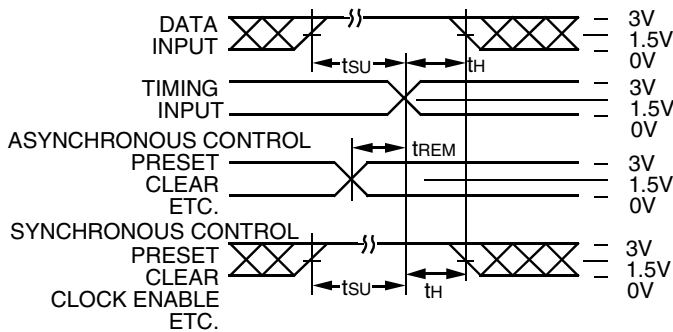 DATA
INPUT
3V
1.5V
0V
tSU
tH
TIMING
INPUT
3V
1.5V
0V
ASYNCHRONOUS CONTROL
PRESET
CLEAR
ETC.
tREM
3V
1.5V
0V
SYNCHRONOUS CONTROL
PRESET
CLEAR
CLOCK ENABLE
ETC.
tSU
tH
3V
1.5V
0V